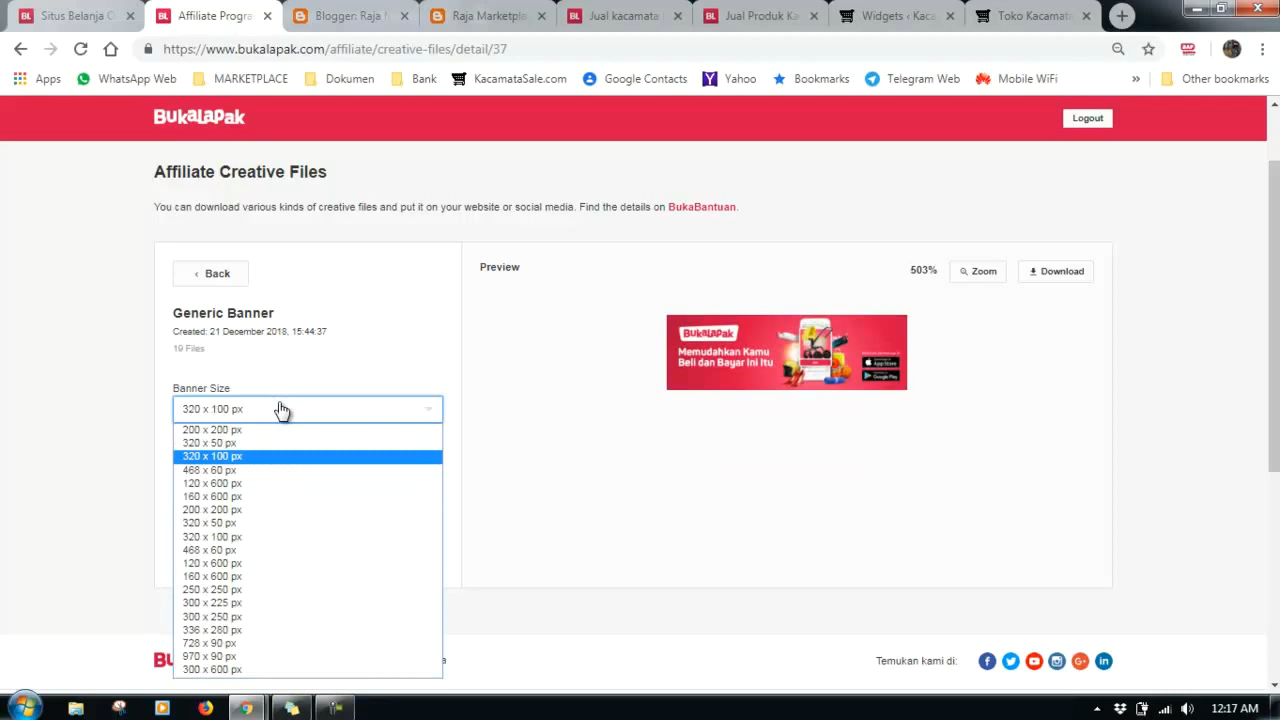 Situs Belanja O
Affiliate Progra
Blogger: Raja M
Raja Marketpla
Jual kacamata
Jual Produk Ka
Widgets ‹ Kaca
Toko Kacamata
https://www.bukalapak.com/affiliate/creative-files/detail/37
Apps
WhatsApp Web
MARKETPLACE
Dokumen
Bank
KacamataSale.com
Google Contacts
Yahoo
Bookmarks
Telegram Web
Mobile WiFi
»
Other bookmarks
BukaLapak
Logout
Affiliate Creative Files
You can download various kinds of creative files and put it on your website or social media. Find the details on BukaBantuan.
‹ Back
Preview
503%
Zoom
Download
Generic Banner
Created: 21 December 2018, 15:44:37
19 Files
BukaLapak
Memudahkan Kamu
Beli dan Bayar Ini Itu
App Store
Google Play
Banner Size
320 x 100 px
200 x 200 px
320 x 50 px
320 x 100 px
468 x 60 px
120 x 600 px
160 x 600 px
200 x 200 px
320 x 50 px
320 x 100 px
468 x 60 px
120 x 600 px
160 x 600 px
250 x 250 px
300 x 225 px
300 x 250 px
336 x 280 px
728 x 90 px
970 x 90 px
300 x 600 px
Temukan kami di:
12:17 AM